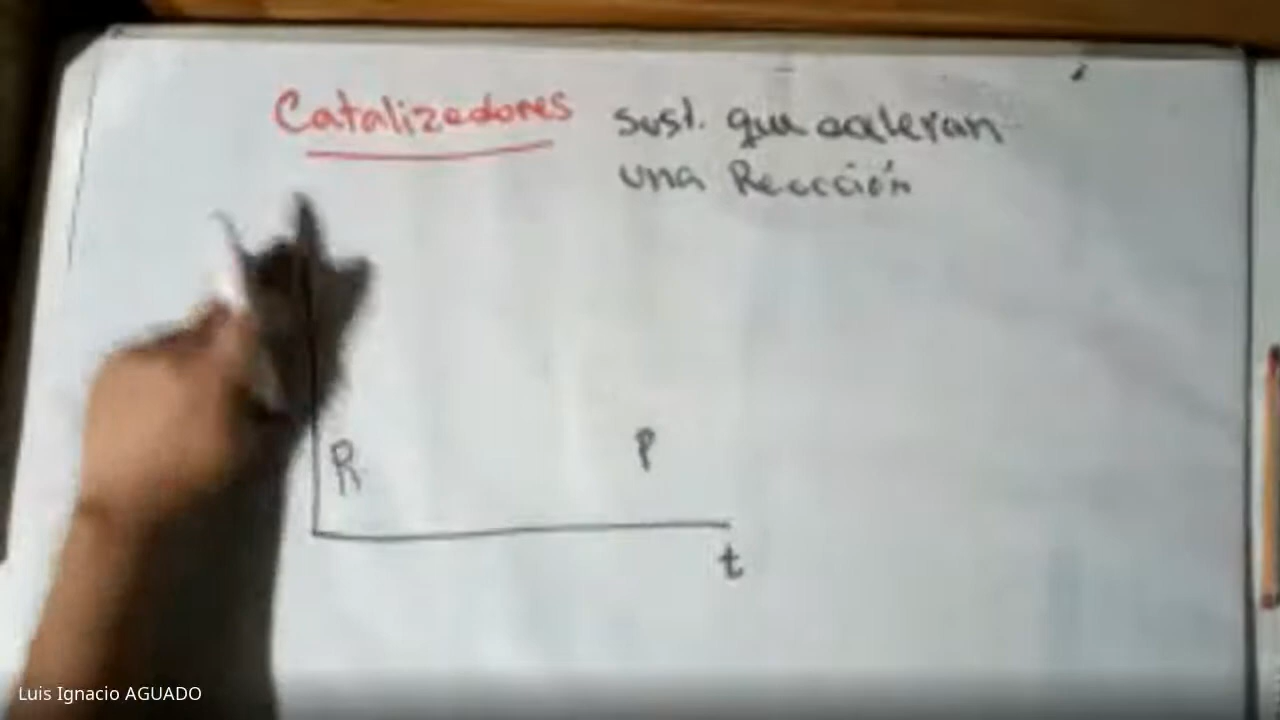 Catalizadores sust. que aceleran
una Reacción
R
P
t
Luis Ignacio AGUADO